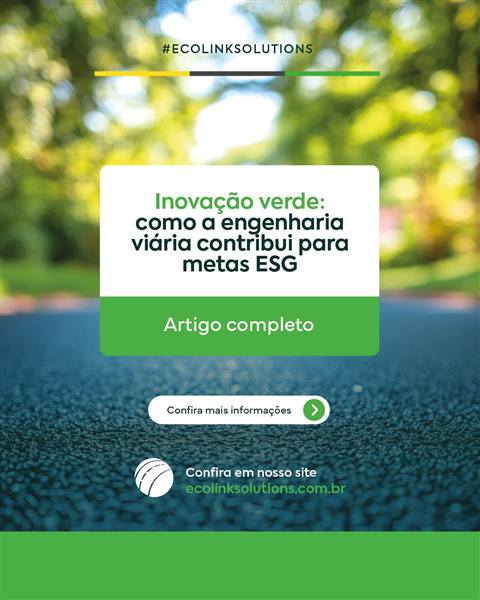 #ECOLINKSOLUTIONS
Inovação verde:
como a engenharia
viária contribui para
metas ESG
Artigo completo
Confira mais informações
Confira em nosso site
ecolinksolutions.com.br